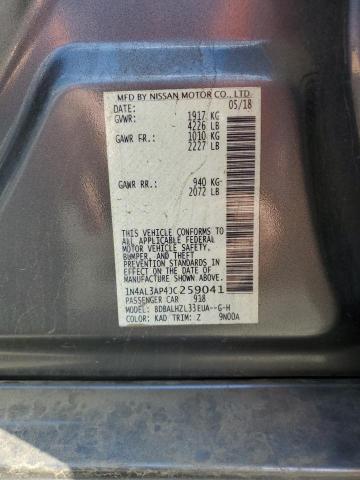 MFD BY NISSAN MOTOR CO., LTD
DATE: 05/18
GVWR: 1917 KG
4226 LB
GAWR FR.: 1010 KG
2227 LB
GAWR RR.: 940 KG
2072 LB
THIS VEHICLE CONFORMS TO
ALL APPLICABLE FEDERAL
MOTOR VEHICLE SAFETY,
BUMPER, AND THEFT
PREVENTION STANDARDS IN
EFFECT ON THE DATE OF
MANUFACTURE SHOWN ABOVE.
1N4AL3AP4JC259041
PASSENGER CAR 918
MODEL: BDBALHZL33EUA--G-H
COLOR: KAD TRIM: Z 9N00A